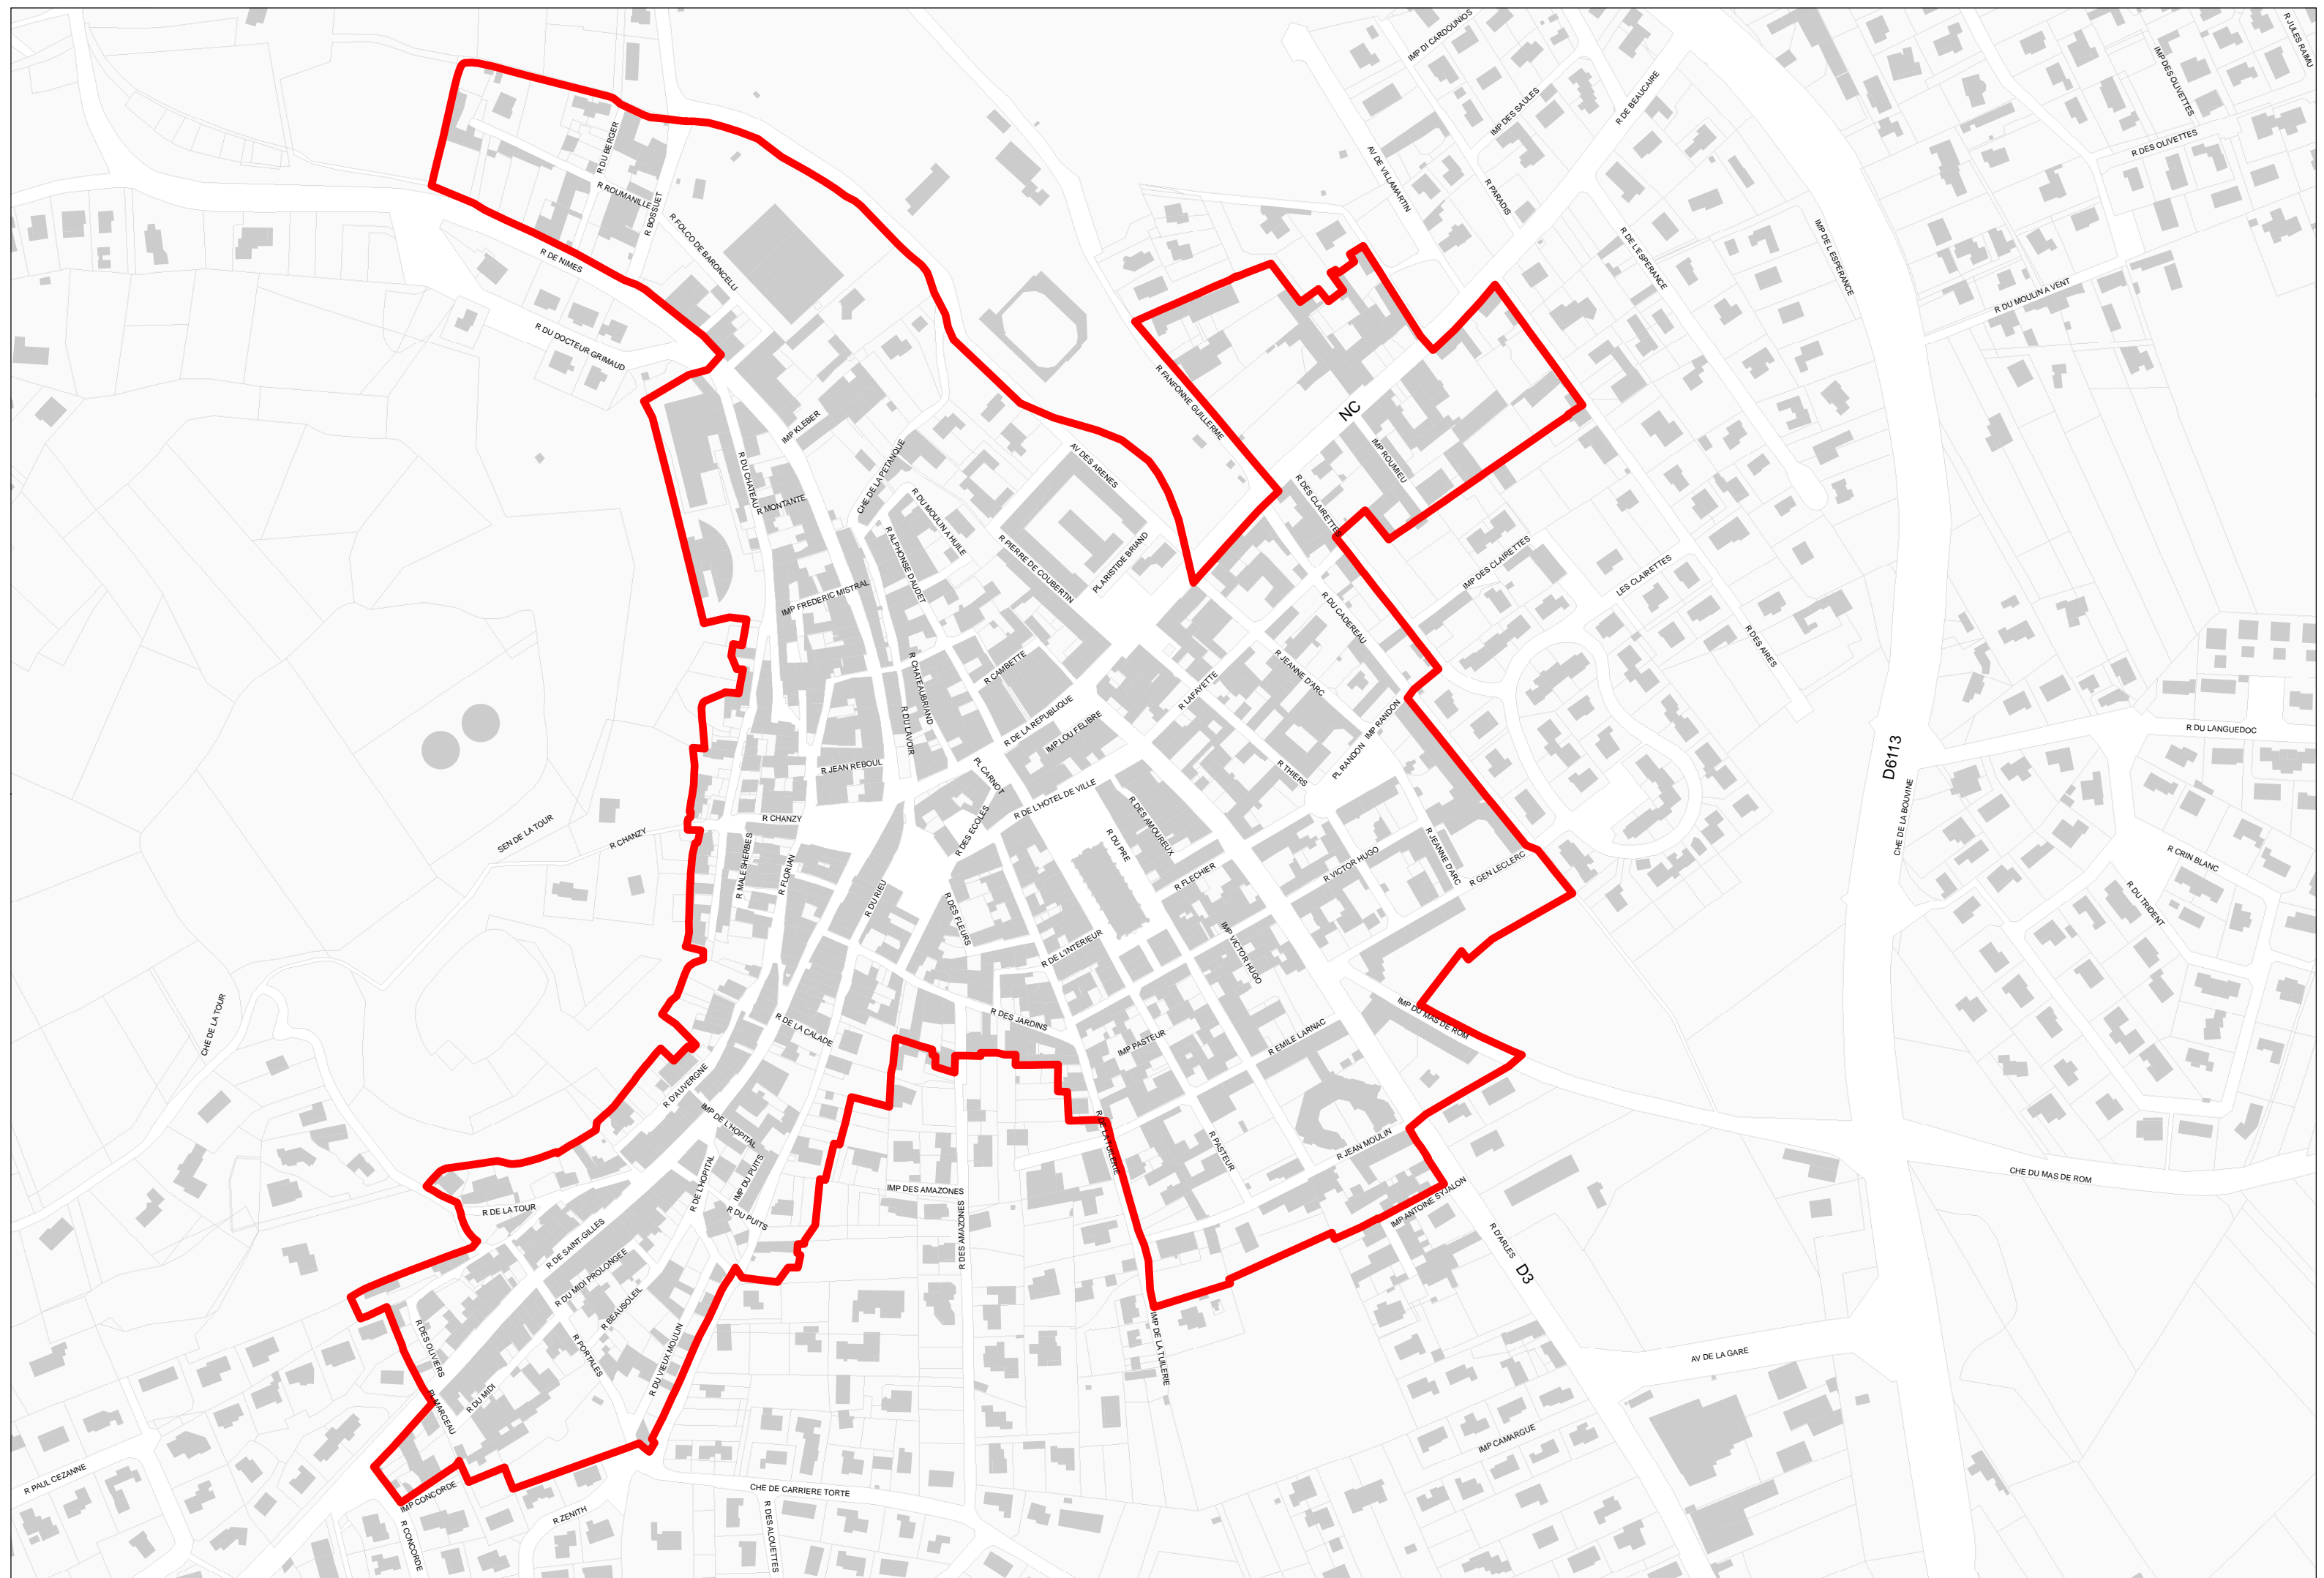 IMP DI CARDOUNIOS
R JULES RAIMU
IMP DES OLIVETTES
R DE BEAUCAIRE
IMP DES SAULES
R DES OLIVETTES
R DU BERGER
AV DE VILLAMARTIN
R PARADIS
R ROUMANILLE
R BOSSUET
R FOLCO DE BARONCELLI
R DE NIMES
R DE L'ESPERANCE
IMP DE L ESPERANCE
R DU MOULIN A VENT
R DU DOCTEUR GRIMAUD
R FANFONNE GUILLERME
NC
IMP KLEBER
IMP ROUMIEU
AV DES ARENES
CHE DE LA PETANQUE
R DU CHATEAU
R MONTANTE
R DES CLAIRETTES
R DU MOULIN A HUILE
R ALPHONSE DAUDET
R PIERRE DE COUBERTIN
PL ARISTIDE BRIAND
IMP DES CLAIRETTES
LES CLAIRETTES
IMP FREDERIC MISTRAL
R DU CADEREAU
R DES AIRES
R CAMBETTE
R CHATEAUBRIAND
R JEANNE D'ARC
R LAFAYETTE
R DU LAVOIR
R DE LA REPUBLIQUE
IMP LOU FELIBRE
IMP RANDON
PL RANDON
R DU LANGUEDOC
D6113
R JEAN REBOUL
PL CARNOT
R THIERS
R DE L'HOTEL DE VILLE
CHE DE LA BOUVINE
R CHANZY
R CHANZY
SEN DE LA TOUR
R DES ECOLES
R DES AMOUREUX
R DU PRE
R MALESHERBES
R FLORIAN
R VICTOR HUGO
R JEANNE D'ARC
R GEN LECLERC
R FLECHIER
R CRIN BLANC
R DU TRIDENT
R DU RIEU
R DES FLEURS
R DE L'INTERIEUR
IMP VICTOR HUGO
CHE DE LA TOUR
R DES JARDINS
R DE LA CALADE
IMP PASTEUR
R EMILE LARNAC
IMP DU MAS DE ROM
R D'AUVERGNE
IMP DE L'HOPITAL
R DE LA TUILERIE
R PASTEUR
R JEAN MOULIN
CHE DU MAS DE ROM
R DE L'HOPITAL
IMP DU PUITS
R DU PUITS
IMP DES AMAZONES
R DES AMAZONES
IMP ANTOINE SYJALON
R DE LA TOUR
R DE SAINT-GILLES
R DU MIDI PROLONGEE
R D'ARLES
D3
R BEAUSOLEIL
R DES OLIVIERS
R PORTALES
R DU VIEUX MOULIN
IMP DE LA TUILERIE
AV DE LA GARE
R DU MIDI
PL MARCEAU
IMP CAMARGUE
R PAUL CEZANNE
IMP CONCORDE
CHE DE CARRIERE TORTE
R ZENITH
R CONCORDE
R DES ALOUETTES